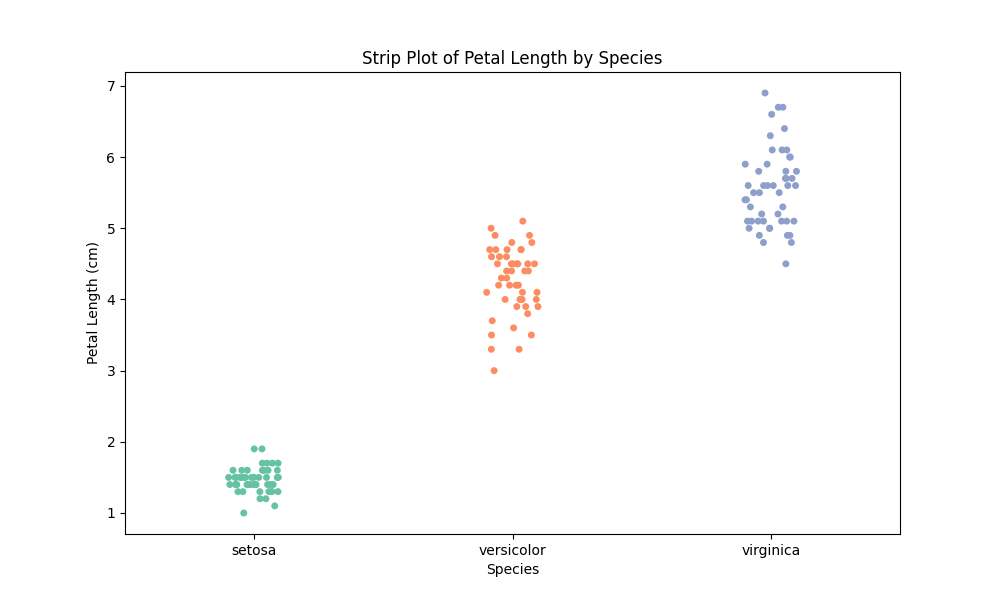 Strip Plot of Petal Length by Species
Petal Length (cm)
7
6
5
4
3
2
1
setosa versicolor virginica
Species